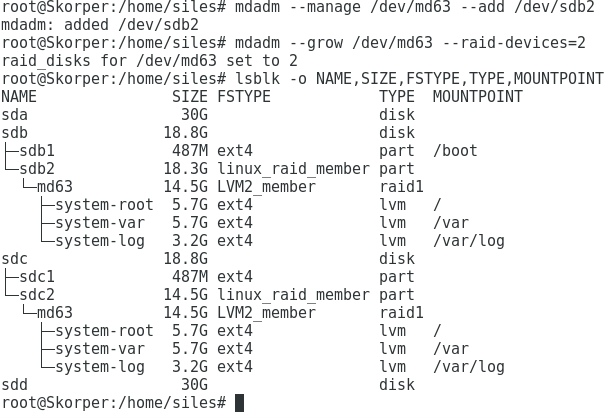 root@Skorper:/home/siles# mdadm --manage /dev/md63 --add /dev/sdb2
mdadm: added /dev/sdb2
root@Skorper:/home/siles# mdadm --grow /dev/md63 --raid-devices=2
raid_disks for /dev/md63 set to 2
root@Skorper:/home/siles# lsblk -o NAME,SIZE,FSTYPE,TYPE,MOUNTPOINT
NAME                SIZE FSTYPE            TYPE  MOUNTPOINT
sda                  30G                   disk
sdb                18.8G                   disk
├─sdb1              487M ext4              part  /boot
└─sdb2             18.3G linux_raid_member part
  └─md63           14.5G LVM2_member       raid1
    ├─system-root   5.7G ext4              lvm   /
    ├─system-var    5.7G ext4              lvm   /var
    └─system-log    3.2G ext4              lvm   /var/log
sdc                18.8G                   disk
├─sdc1              487M ext4              part
└─sdc2             14.5G linux_raid_member part
  └─md63           14.5G LVM2_member       raid1
    ├─system-root   5.7G ext4              lvm   /
    ├─system-var    5.7G ext4              lvm   /var
    └─system-log    3.2G ext4              lvm   /var/log
sdd                  30G                   disk
root@Skorper:/home/siles#